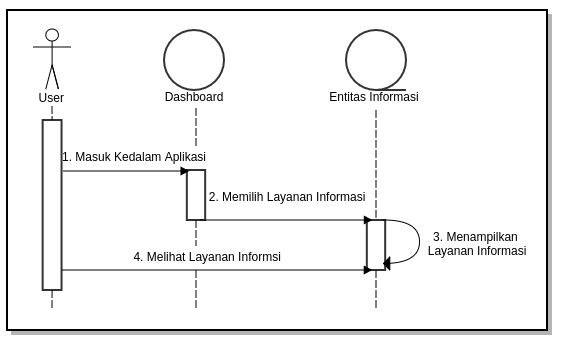 User
Dashboard
Entitas Informasi
1. Masuk Kedalam Aplikasi
2. Memilih Layanan Informasi
3. Menampilkan
Layanan Informasi
4. Melihat Layanan Informsi